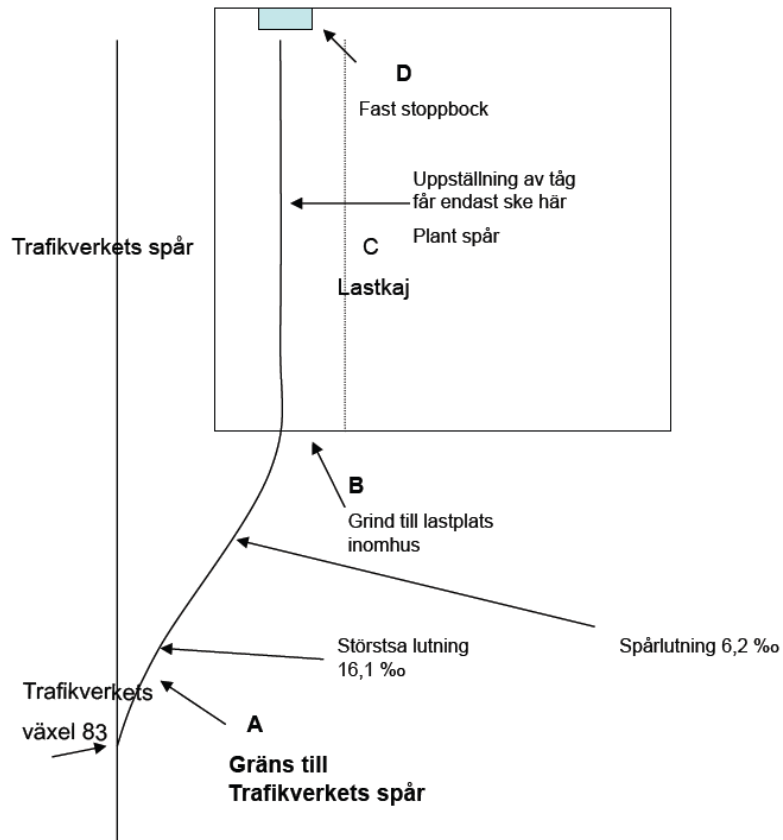 D
Fast stoppbock
Uppställning av tåg
får endast ske här
Plant spår
Trafikverkets spår
C
Lastkaj
B
Grind till lastplats
inomhus
Störstsa lutning
16,1 ‰
Spårlutning 6,2 ‰
Trafikverkets
växel 83
A
Gräns till
Trafikverkets spår